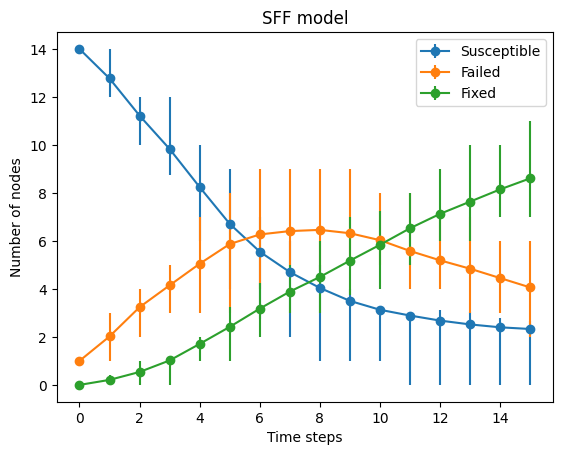 SFF model
Susceptible
Failed
Fixed
Number of nodes
14
12
10
8
6
4
2
0
0 2 4 6 8 10 12 14
Time steps